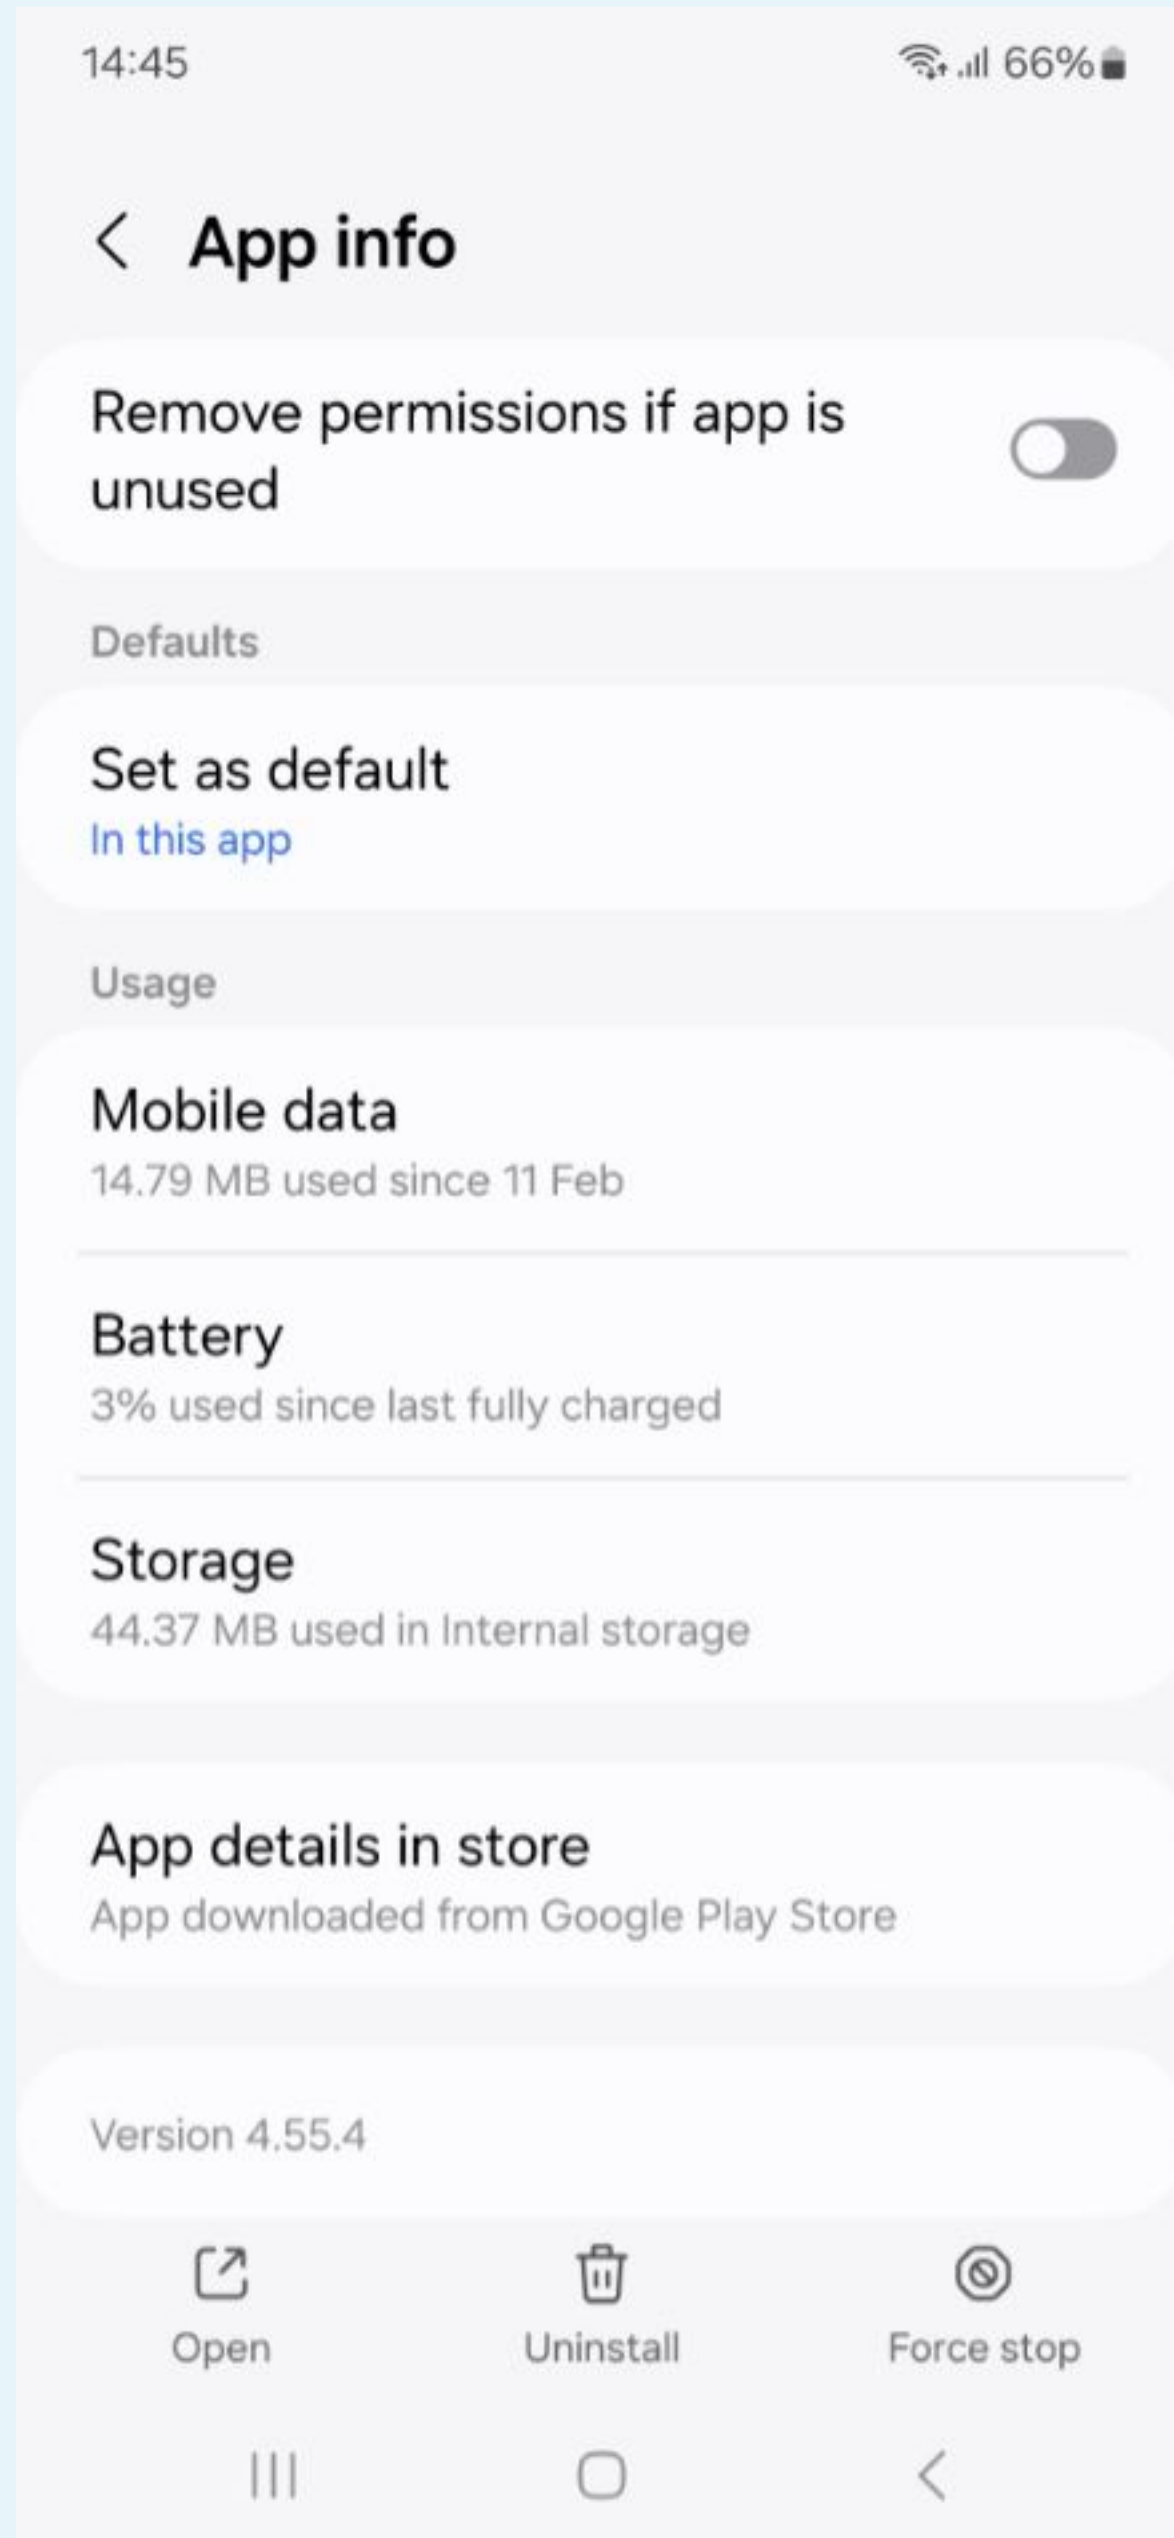 14:45
66%
App info
Remove permissions if app is
unused
Defaults
Set as default
In this app
Usage
Mobile data
14.79 MB used since 11 Feb
Battery
3% used since last fully charged
Storage
44.37 MB used in Internal storage
App details in store
App downloaded from Google Play Store
Version 4.55.4
Open
Uninstall
Force stop